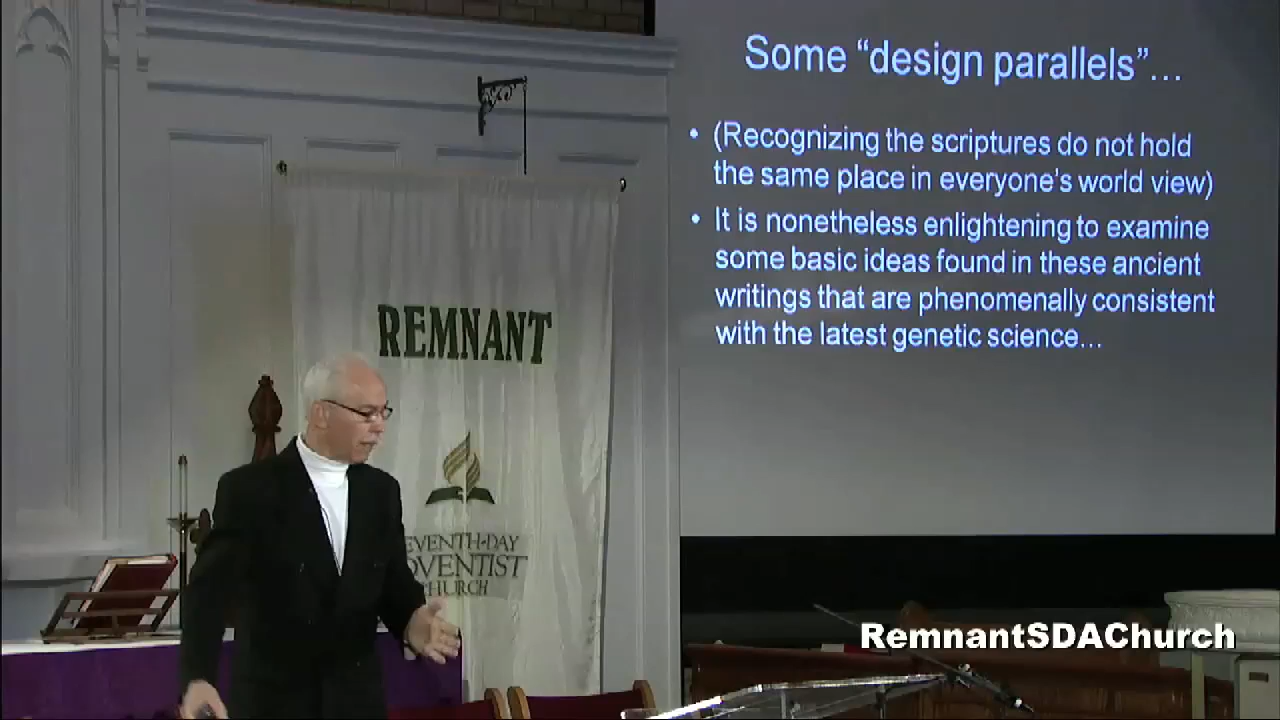 Some “design parallels”…
• (Recognizing the scriptures do not hold
the same place in everyone's world view)
• It is nonetheless enlightening to examine
some basic ideas found in these ancient
writings that are phenomenally consistent
with the latest genetic science…
REMNANT
EVENTH-DAY
DVENTIST
CHURCH
RemnantSDAChurch